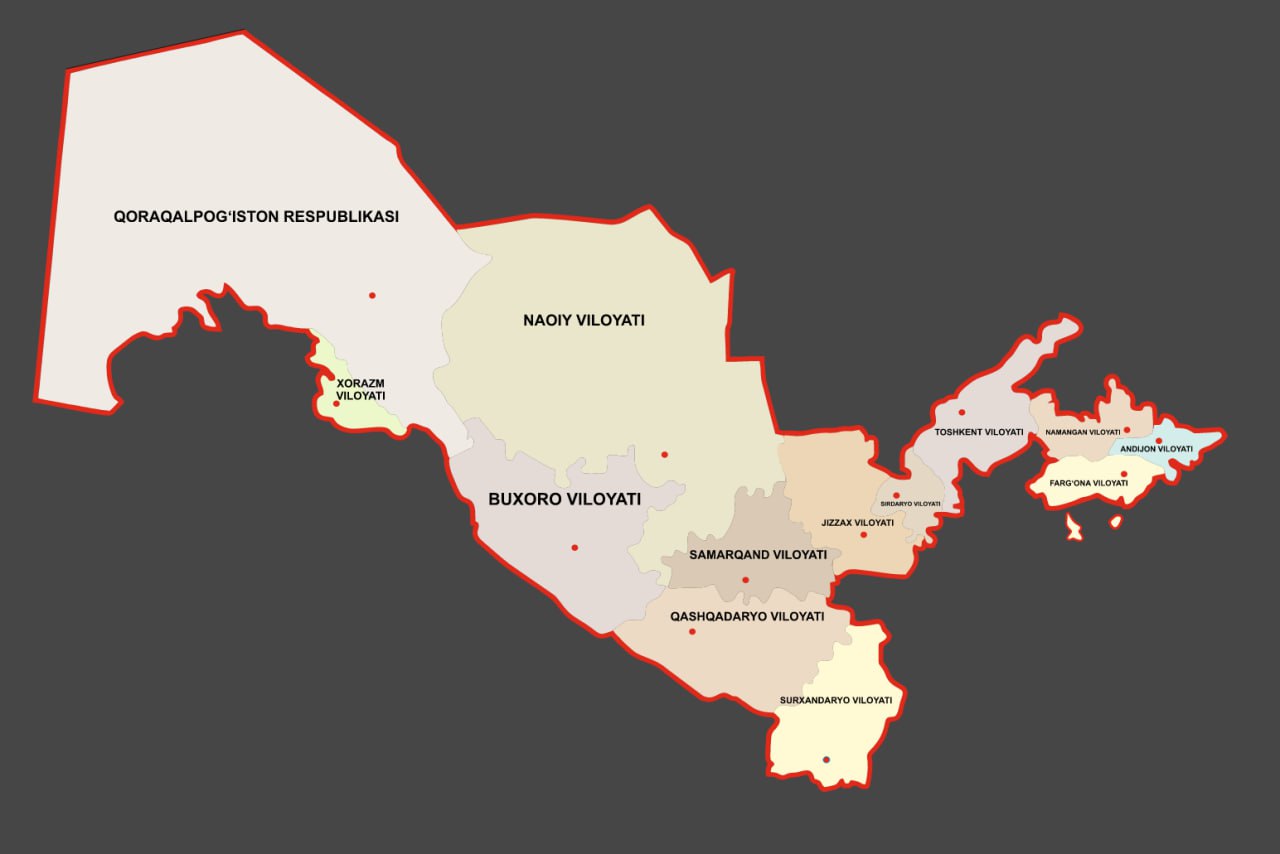 QORAQALPOG‘ISTON RESPUBLIKASI
NAOIY VILOYATI
XORAZM
VILOYATI
TOSHKENT VILOYATI
NAMANGAN VILOYATI
ANDIJON VILOYATI
FARG‘ONA VILOYATI
BUXORO VILOYATI
SIRDARYO VILOYATI
JIZZAX VILOYATI
SAMARQAND VILOYATI
QASHQADARYO VILOYATI
SURXANDARYO VILOYATI